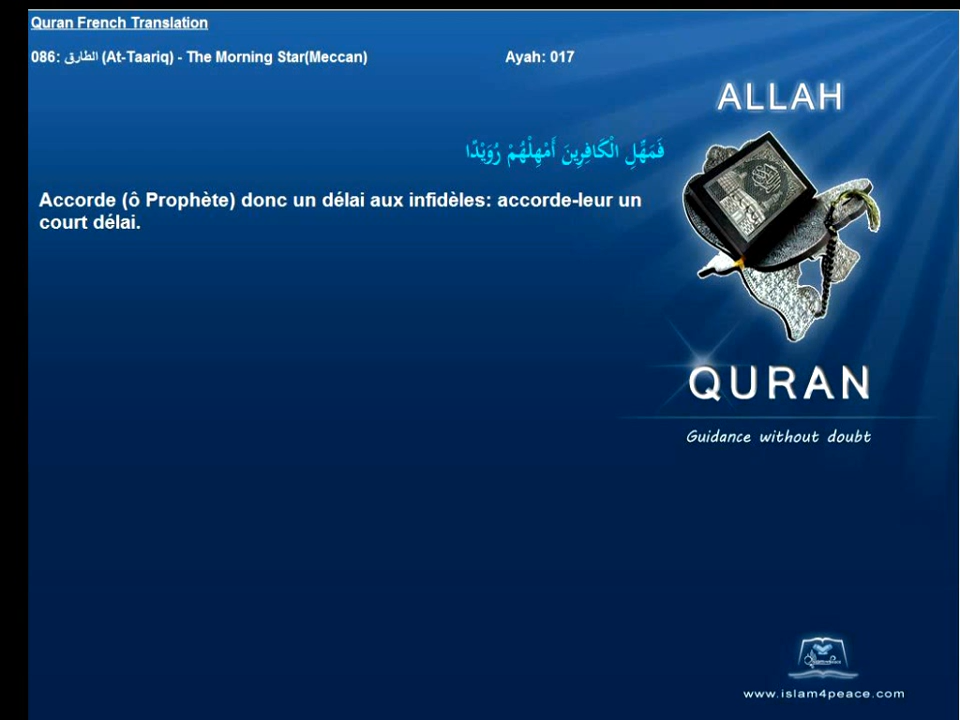 Quran French Translation
086: الطارق (At-Taariq) - The Morning Star(Meccan) Ayah: 017
ALLAH
فَمَهِّلِ الْكَافِرِينَ أَمْهِلْهُمْ رُوَيْدًا
Accorde (ô Prophète) donc un délai aux infidèles: accorde-leur un
court délai.
QURAN
Guidance without doubt
www.islam4peace.com